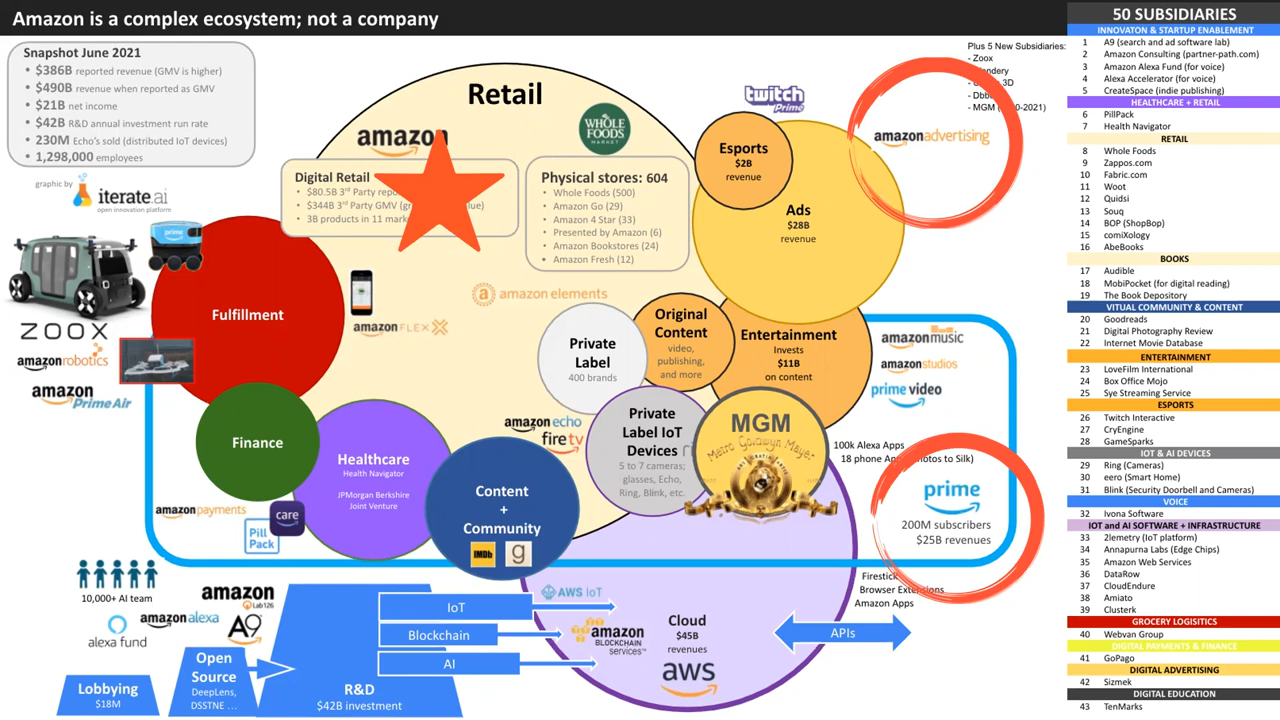 Amazon is a complex ecosystem; not a company
Snapshot June 2021
• $386B reported revenue (GMV is higher)
• $490B revenue when reported as GMV
• $21B net income
• $42B R&D annual investment run rate
• 230M Echo's sold (distributed IoT devices)
• 1,298,000 employees
graphic by iterate.ai
open innovation platform
prime
ZOOX
amazonrobotics
amazon
PrimeAir
Fulfillment
amazon FLEX
Finance
amazonpayments
Pill
Pack
care
Healthcare
Health Navigator
JPMorgan Berkshire
Joint Venture
Retail
amazon
Digital Retail
• $80.5B 3rd Party
• $344B 3rd Party GMV
• 3B products in 11
WHOLE
FOODS
MARKET
Physical stores: 604
• Whole Foods (500)
• Amazon Go (29)
• Amazon 4 Star (33)
• Presented by Amazon (6)
• Amazon Bookstores (24)
• Amazon Fresh (12)
a amazon elements
Private
Label
400 brands
Original
Content
video,
publishing,
and more
Entertainment
Invests
$11B
on content
twitch
Prime
Esports
$2B
revenue
Ads
$28B
revenue
Plus 5 New Subsidiaries:
- Zoox
3D
- MGM
amazonadvertising
amazonmusic
amazonstudios
prime video
amazon echo
fire tv
Private
Label IoT
Devices
5 to 7 cameras;
glasses, Echo,
Ring, Blink, etc.
MGM
Metro Goldwyn Mayer
Content
+
Community
IMDb
g
100k Alexa Apps
18 phone Apps to Silk)
prime
200M subscribers
$25B revenues
Firestick
Browser Extensions
Amazon Apps
10,000+ AI team
alexa fund
amazon alexa
amazon
Lab126
A9
Lobbying
$18M
Open
Source
DeepLens,
DSSTNE ...
R&D
$42B investment
IoT
Blockchain
AI
AWS IoT
amazon
BLOCKCHAIN
services™
Cloud
$45B
revenues
aws
APIs
50 SUBSIDIARIES
INNOVATON & STARTUP ENABLEMENT
1 A9 (search and ad software lab)
2 Amazon Consulting (partner-path.com)
3 Amazon Alexa Fund (for voice)
4 Alexa Accelerator (for voice)
5 CreateSpace (indie publishing)
HEALTHCARE + RETAIL
6 PillPack
7 Health Navigator
RETAIL
8 Whole Foods
9 Zappos.com
10 Fabric.com
11 Woot
12 Quidsi
13 Souq
14 BOP (ShopBop)
15 comiXology
16 AbeBooks
BOOKS
17 Audible
18 MobiPocket (for digital reading)
19 The Book Depository
VITUAL COMMUNITY & CONTENT
20 Goodreads
21 Digital Photography Review
22 Internet Movie Database
ENTERTAINMENT
23 LoveFilm International
24 Box Office Mojo
25 Sye Streaming Service
ESPORTS
26 Twitch Interactive
27 CryEngine
28 GameSparks
IOT & AI DEVICES
29 Ring (Cameras)
30 eero (Smart Home)
31 Blink (Security Doorbell and Cameras)
VOICE
32 Ivona Software
IOT and AI SOFTWARE + INFRASTRUCTURE
33 2lemetry (IoT platform)
34 Annapurna Labs (Edge Chips)
35 Amazon Web Services
36 DataRow
37 CloudEndure
38 Amiato
39 Clusterk
GROCERY LOGISITICS
40 Webvan Group
DIGITAL PAYMENTS & FINANCE
41 GoPago
DIGITAL ADVERTISING
42 Sizmek
DIGITAL EDUCATION
43 TenMarks